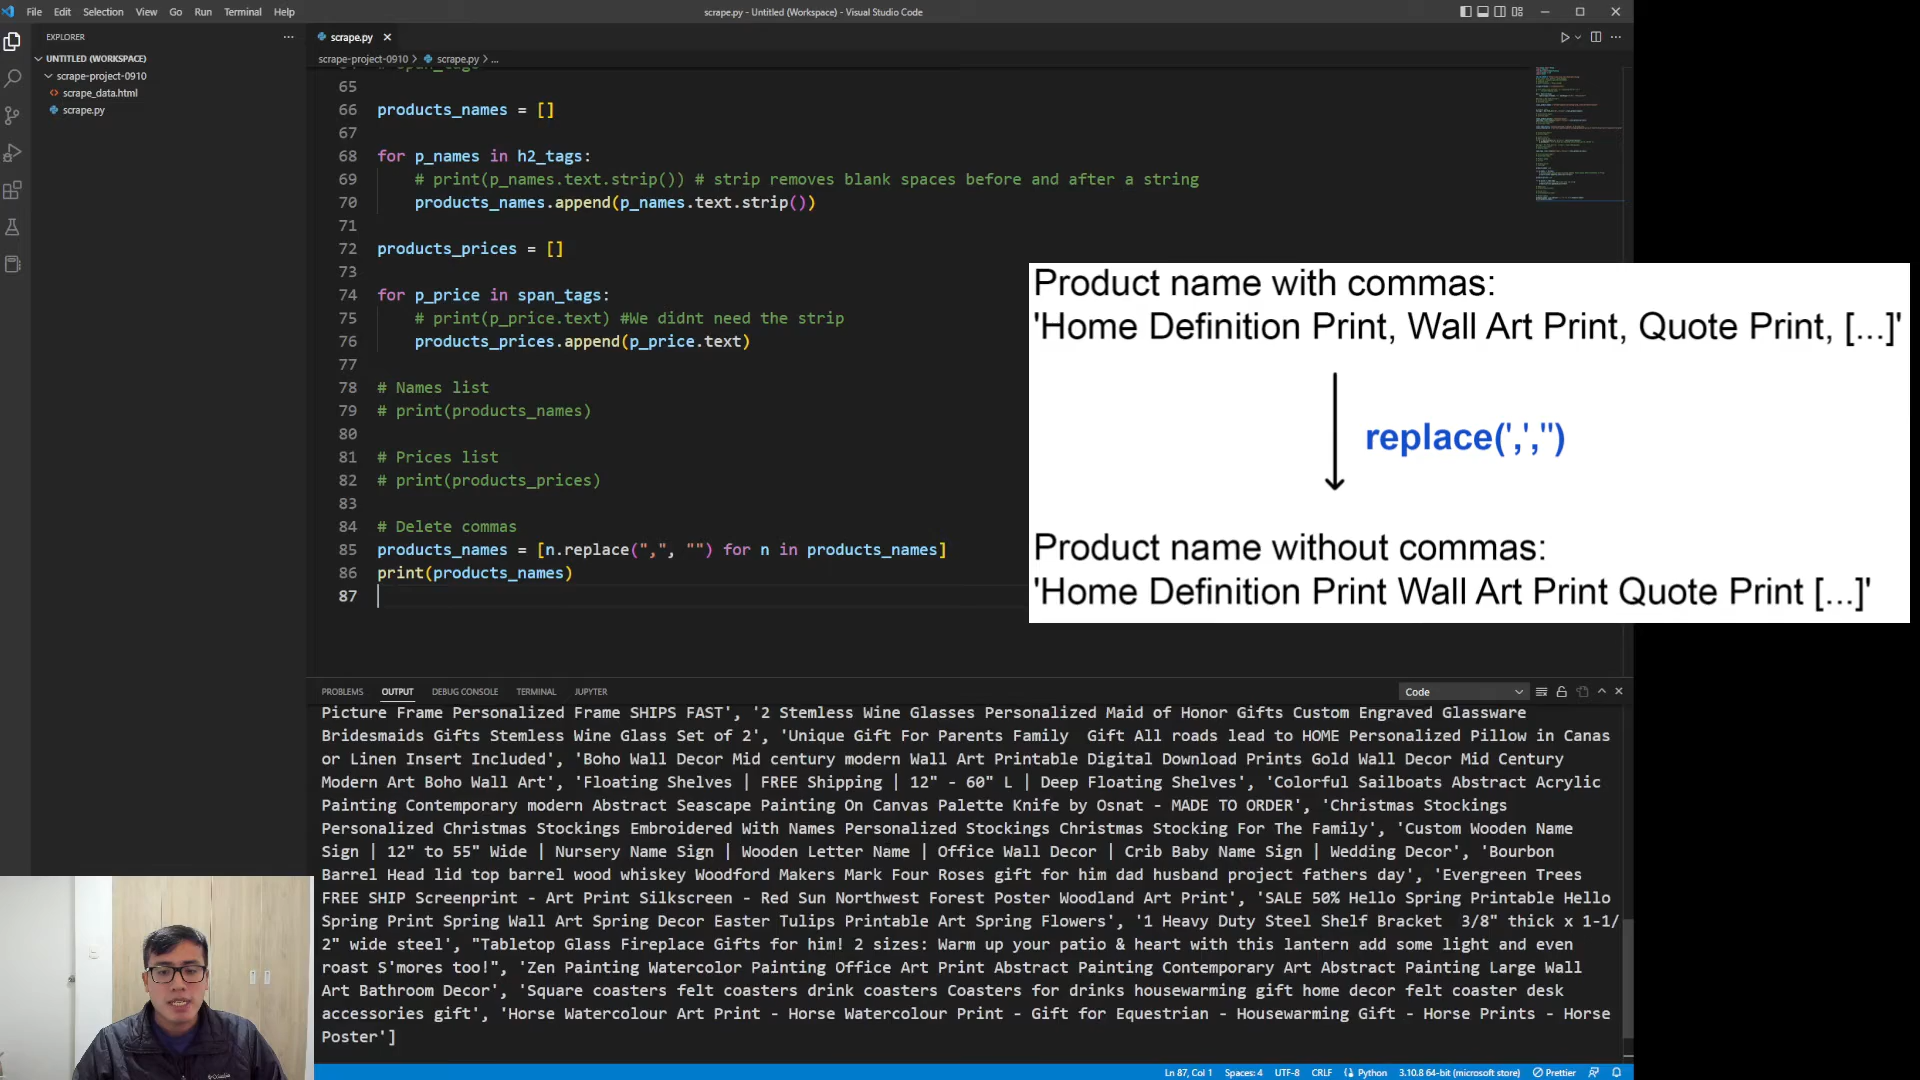 File Edit Selection View Go Run Terminal Help
scrape.py - Untitled (Workspace) - Visual Studio Code
EXPLORER
UNTITLED (WORKSPACE)
scrape-project-0910
scrape_data.html
scrape.py
scrape.py
scrape-project-0910 > scrape.py > ...
65
66 products_names = []
67
68 for p_names in h2_tags:
69 # print(p_names.text.strip()) # strip removes blank spaces before and after a string
70 products_names.append(p_names.text.strip())
71
72 products_prices = []
73
74 for p_price in span_tags:
75 # print(p_price.text) #We didnt need the strip
76 products_prices.append(p_price.text)
77
78 # Names list
79 # print(products_names)
80
81 # Prices list
82 # print(products_prices)
83
84 # Delete commas
85 products_names = [n.replace(",", "") for n in products_names]
86 print(products_names)
87
Product name with commas:
'Home Definition Print, Wall Art Print, Quote Print, [...]'
replace(',','')
Product name without commas:
'Home Definition Print Wall Art Print Quote Print [...]'
PROBLEMS OUTPUT DEBUG CONSOLE TERMINAL JUPYTER
Code
Picture Frame Personalized Frame SHIPS FAST', '2 Stemless Wine Glasses Personalized Maid of Honor Gifts Custom Engraved Glassware
Bridesmaids Gifts Stemless Wine Glass Set of 2', 'Unique Gift For Parents Family  Gift All roads lead to HOME Personalized Pillow in Canas
or Linen Insert Included', 'Boho Wall Decor Mid century modern Wall Art Printable Digital Download Prints Gold Wall Decor Mid Century
Modern Art Boho Wall Art', 'Floating Shelves | FREE Shipping | 12" - 60" L | Deep Floating Shelves', 'Colorful Sailboats Abstract Acrylic
Painting Contemporary modern Abstract Seascape Painting On Canvas Palette Knife by Osnat - MADE TO ORDER', 'Christmas Stockings
Personalized Christmas Stockings Embroidered With Names Personalized Stockings Christmas Stocking For The Family', 'Custom Wooden Name
Sign | 12" to 55" Wide | Nursery Name Sign | Wooden Letter Name | Office Wall Decor | Crib Baby Name Sign | Wedding Decor', 'Bourbon
Barrel Head lid top barrel wood whiskey Woodford Makers Mark Four Roses gift for him dad husband project fathers day', 'Evergreen Trees
FREE SHIP Screenprint - Art Print Silkscreen - Red Sun Northwest Forest Poster Woodland Art Print', 'SALE 50% Hello Spring Printable Hello
Spring Print Spring Wall Art Spring Decor Easter Tulips Printable Art Spring Flowers', '1 Heavy Duty Steel Shelf Bracket  3/8" thick x 1-1/
2" wide steel', "Tabletop Glass Fireplace Gifts for him! 2 sizes: Warm up your patio & heart with this lantern add some light and even
roast S'mores too!", 'Zen Painting Watercolor Painting Office Art Print Abstract Painting Contemporary Art Abstract Painting Large Wall
Art Bathroom Decor', 'Square coasters felt coasters drink coasters Coasters for drinks housewarming gift home decor felt coaster desk
accessories gift', 'Horse Watercolour Art Print - Horse Watercolour Print - Gift for Equestrian - Housewarming Gift - Horse Prints - Horse
Poster']
Ln 87, Col 1 Spaces: 4 UTF-8 CRLF Python 3.10.8 64-bit (microsoft store) Prettier